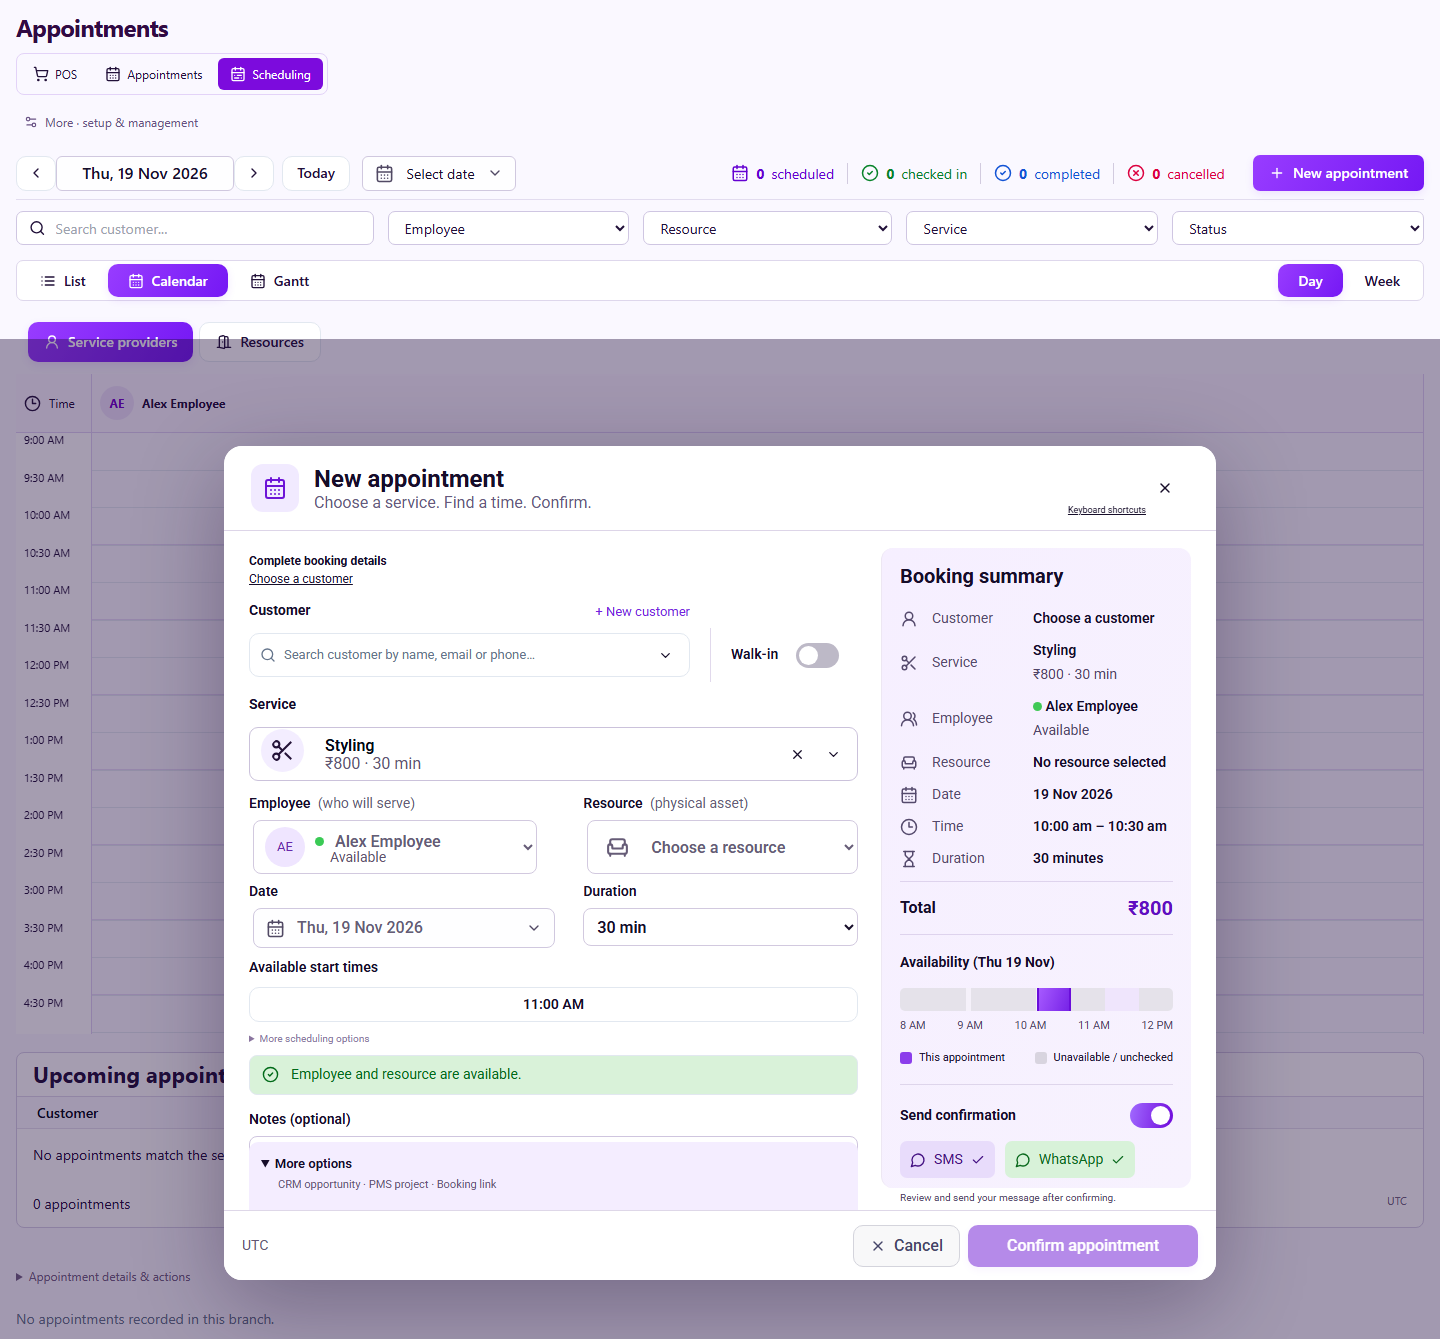 Appointments
POS Appointments Scheduling
More · setup & management
Thu, 19 Nov 2026 Today Select date 0 scheduled 0 checked in 0 completed 0 cancelled + New appointment
Search customer... Employee Resource Service Status
List Calendar Gantt Day Week
Service providers Resources
Time AE Alex Employee
9:00 AM
9:30 AM
10:00 AM
10:30 AM
11:00 AM
11:30 AM
12:00 PM
12:30 PM
1:00 PM
1:30 PM
2:00 PM
2:30 PM
3:00 PM
3:30 PM
4:00 PM
4:30 PM
Upcoming appoint
Customer
No appointments match the se
0 appointments UTC
Appointment details & actions
No appointments recorded in this branch.
New appointment
Choose a service. Find a time. Confirm.
Keyboard shortcuts
Complete booking details
Choose a customer
Customer + New customer
Search customer by name, email or phone... Walk-in
Service
Styling
₹800 · 30 min
Employee (who will serve) Resource (physical asset)
AE Alex Employee Choose a resource
Available
Date Duration
Thu, 19 Nov 2026 30 min
Available start times
11:00 AM
More scheduling options
Employee and resource are available.
Notes (optional)
More options
CRM opportunity · PMS project · Booking link
Booking summary
Customer Choose a customer
Service Styling
₹800 · 30 min
Employee Alex Employee
Available
Resource No resource selected
Date 19 Nov 2026
Time 10:00 am – 10:30 am
Duration 30 minutes
Total ₹800
Availability (Thu 19 Nov)
8 AM 9 AM 10 AM 11 AM 12 PM
This appointment Unavailable / unchecked
Send confirmation
SMS WhatsApp
Review and send your message after confirming.
UTC Cancel Confirm appointment